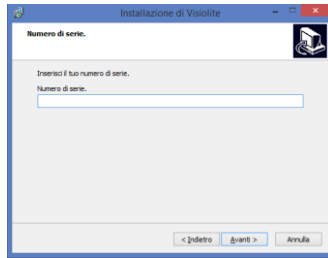 Installazione di Visiolite
Numero di serie.
Inserisci il tuo numero di serie.
Numero di serie.
< Indietro
Avanti >
Annulla